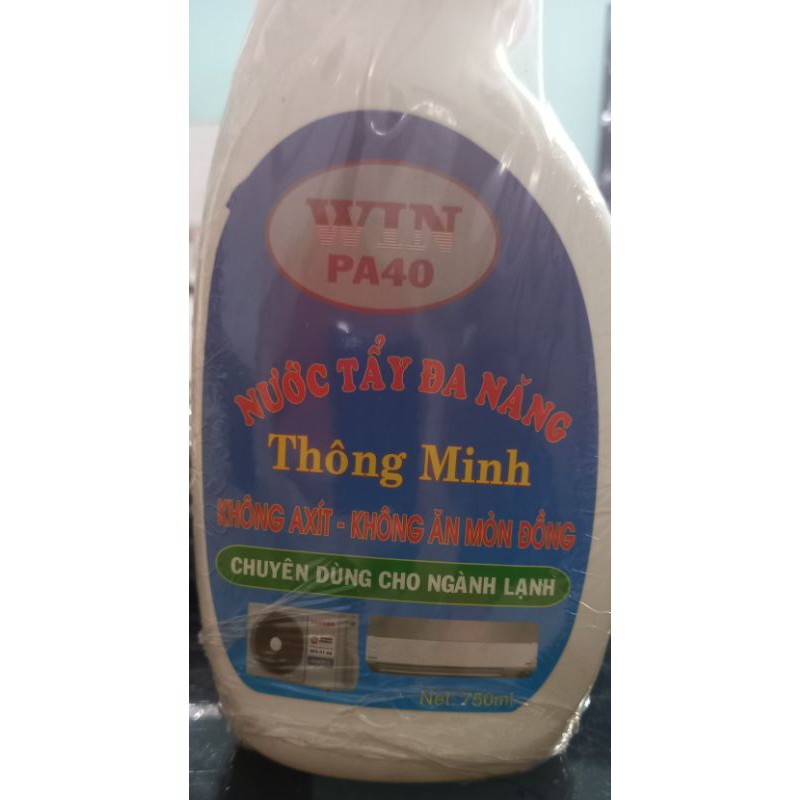 WIN
PA40
NƯỚC TẨY ĐA NĂNG
Thông Minh
KHÔNG AXÍT - KHÔNG ĂN MÒN ĐỒNG
CHUYÊN DÙNG CHO NGÀNH LẠNH
Net. 750ml